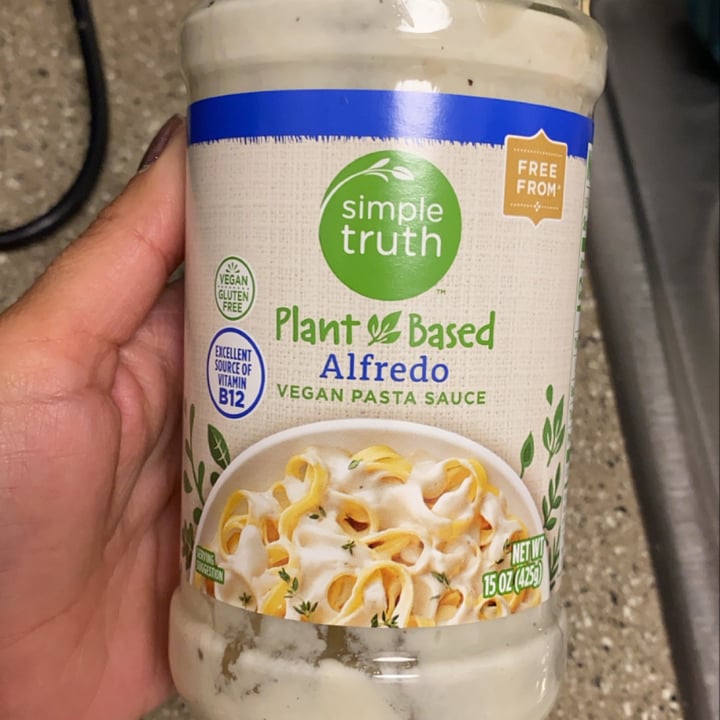 FREE
FROM*
simple
truth
™
VEGAN
GLUTEN
FREE
Plant Based
EXCELLENT
SOURCE OF
VITAMIN
B12
Alfredo
VEGAN PASTA SAUCE
SERVING
SUGGESTION
NET WT
15 OZ (425g)